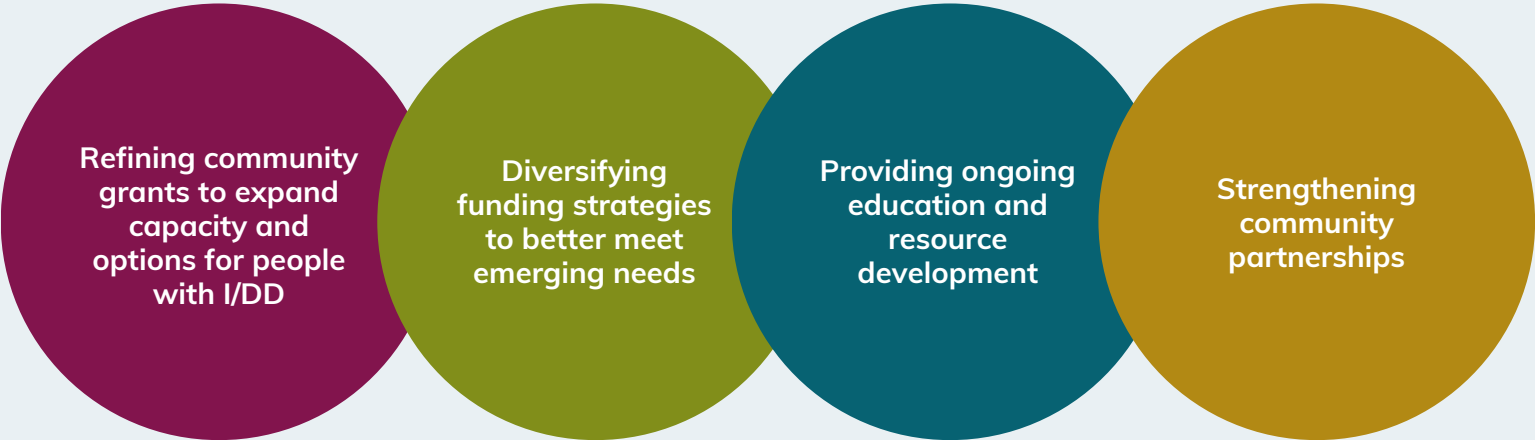 Refining community
grants to expand
capacity and
options for people
with I/DD
Diversifying
funding strategies
to better meet
emerging needs
Providing ongoing
education and
resource
development
Strengthening
community
partnerships